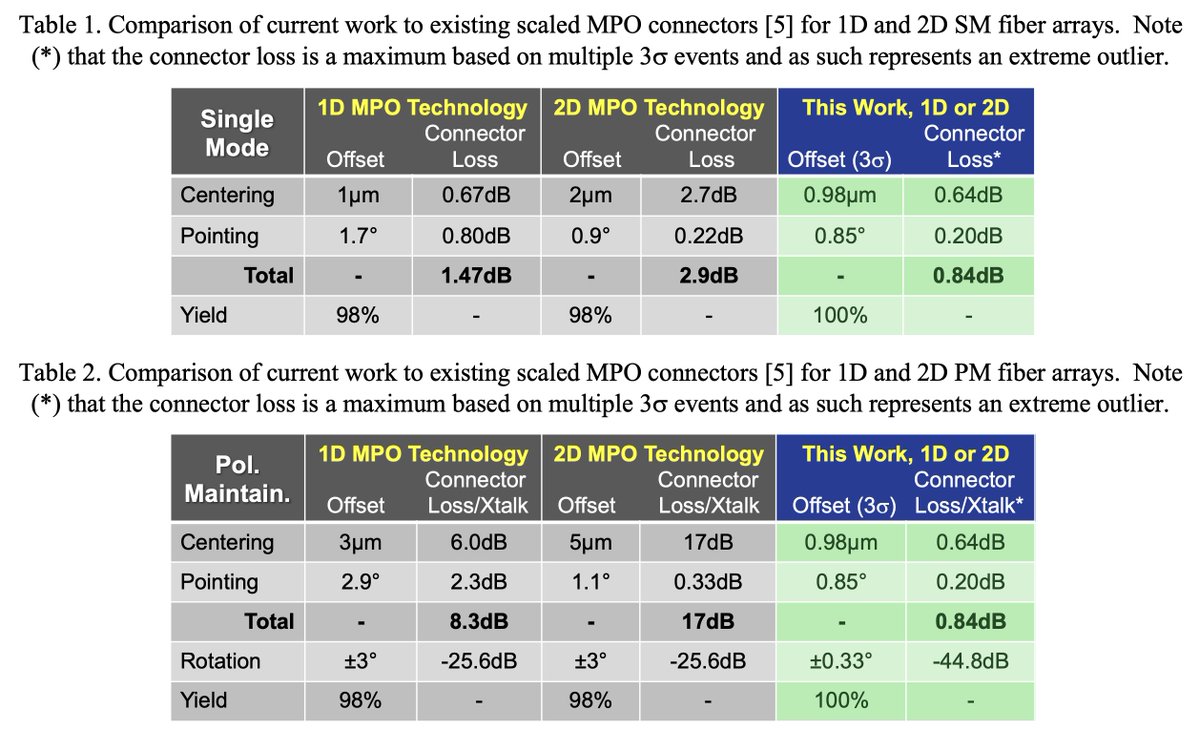 Table 1. Comparison of current work to existing scaled MPO connectors [5] for 1D and 2D SM fiber arrays.  Note
(*) that the connector loss is a maximum based on multiple 3σ events and as such represents an extreme outlier.
Single Mode 1D MPO Technology 2D MPO Technology This Work, 1D or 2D
Offset Connector Loss Offset Connector Loss Offset (3σ) Connector Loss*
Centering 1µm 0.67dB 2µm 2.7dB 0.98µm 0.64dB
Pointing 1.7° 0.80dB 0.9° 0.22dB 0.85° 0.20dB
Total - 1.47dB - 2.9dB - 0.84dB
Yield 98% - 98% - 100% -
Table 2. Comparison of current work to existing scaled MPO connectors [5] for 1D and 2D PM fiber arrays.  Note
(*) that the connector loss is a maximum based on multiple 3σ events and as such represents an extreme outlier.
Pol. Maintain. 1D MPO Technology 2D MPO Technology This Work, 1D or 2D
Offset Connector Loss/Xtalk Offset Connector Loss/Xtalk Offset (3σ) Connector Loss/Xtalk*
Centering 3µm 6.0dB 5µm 17dB 0.98µm 0.64dB
Pointing 2.9° 2.3dB 1.1° 0.33dB 0.85° 0.20dB
Total - 8.3dB - 17dB - 0.84dB
Rotation ±3° -25.6dB ±3° -25.6dB ±0.33° -44.8dB
Yield 98% - 98% - 100% -